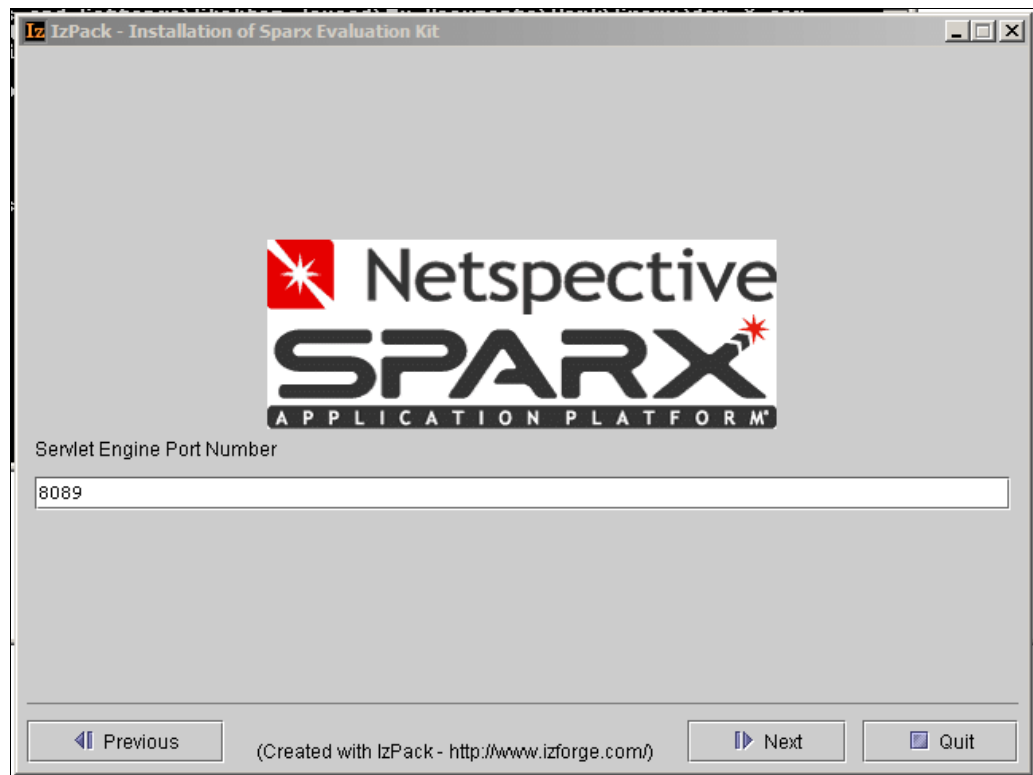 IzPack - Installation of Sparx Evaluation Kit
Netspective
SPARX
APPLICATION PLATFORM
Servlet Engine Port Number
8089
Previous
(Created with IzPack - http://www.izforge.com/)
Next
Quit